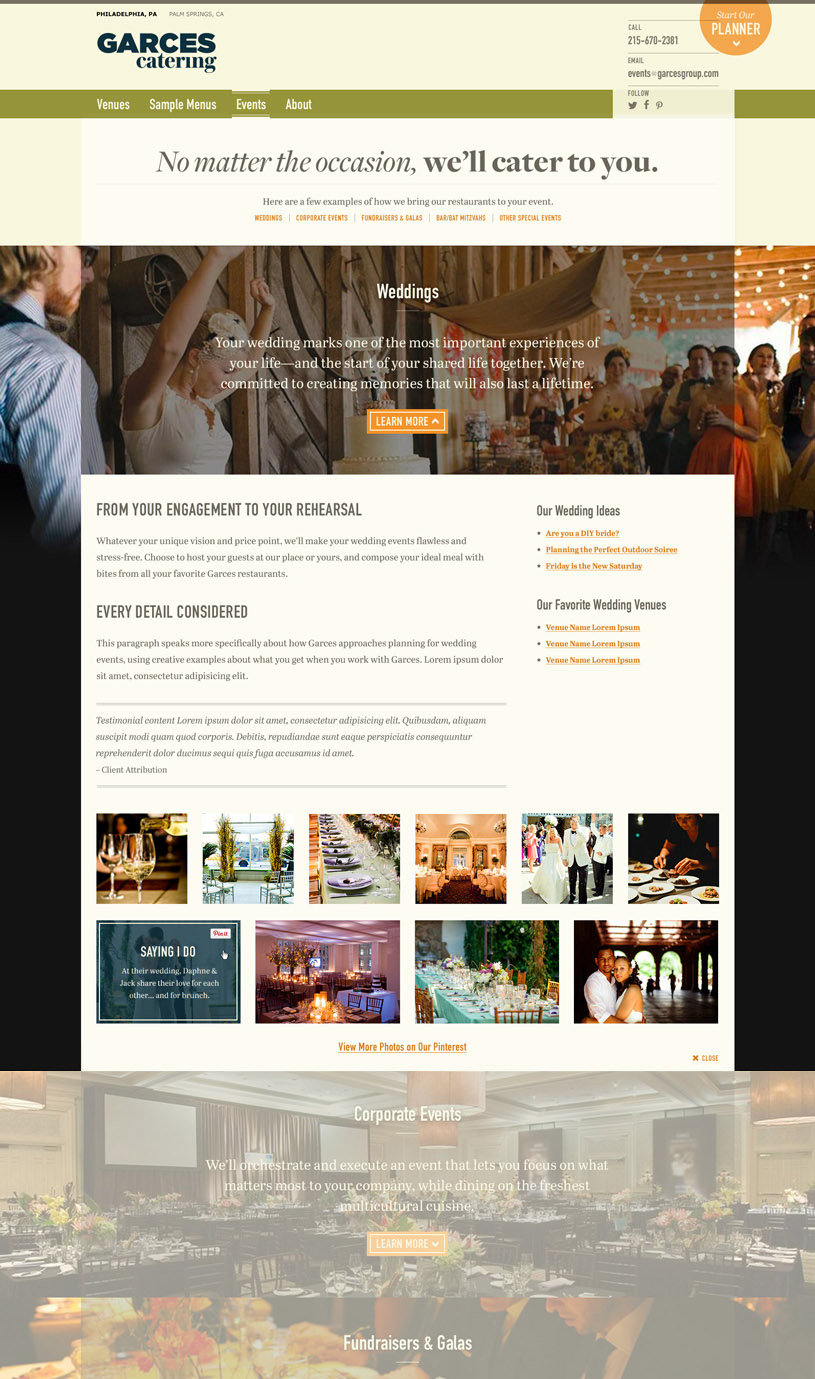 PHILADELPHIA, PA PALM SPRINGS, CA
GARCES
catering
Start Our
PLANNER
CALL
215-670-2381
EMAIL
events@garcesgroup.com
FOLLOW
Venues Sample Menus Events About
No matter the occasion, we'll cater to you.
Here are a few examples of how we bring our restaurants to your event.
WEDDINGS | CORPORATE EVENTS | FUNDRAISERS & GALAS | BAR/BAT MITZVAHS | OTHER SPECIAL EVENTS
Weddings
Your wedding marks one of the most important experiences of
your life—and the start of your shared life together. We're
committed to creating memories that will also last a lifetime.
LEARN MORE
FROM YOUR ENGAGEMENT TO YOUR REHEARSAL
Whatever your unique vision and price point, we'll make your wedding events flawless and
stress-free. Choose to host your guests at our place or yours, and compose your ideal meal with
bites from all your favorite Garces restaurants.
EVERY DETAIL CONSIDERED
This paragraph speaks more specifically about how Garces approaches planning for wedding
events, using creative examples about what you get when you work with Garces. Lorem ipsum dolor
sit amet, consectetur adipisicing elit.
Testimonial content Lorem ipsum dolor sit amet, consectetur adipisicing elit. Quibusdam, aliquam
suscipit modi quam quod corporis. Debitis, repudiandae sunt eaque perspiciatis consequuntur
reprehenderit dolor ducimus sequi quis fuga accusamus id amet.
– Client Attribution
Our Wedding Ideas
• Are you a DIY bride?
• Planning the Perfect Outdoor Soiree
• Friday is the New Saturday
Our Favorite Wedding Venues
• Venue Name Lorem Ipsum
• Venue Name Lorem Ipsum
• Venue Name Lorem Ipsum
Pin it
SAYING I DO
At their wedding, Daphne &
Jack share their love for each
other... and for brunch.
View More Photos on Our Pinterest
CLOSE
Corporate Events
We'll orchestrate and execute an event that lets you focus on what
matters most to your company, while dining on the freshest
multicultural cuisine.
LEARN MORE
Fundraisers & Galas